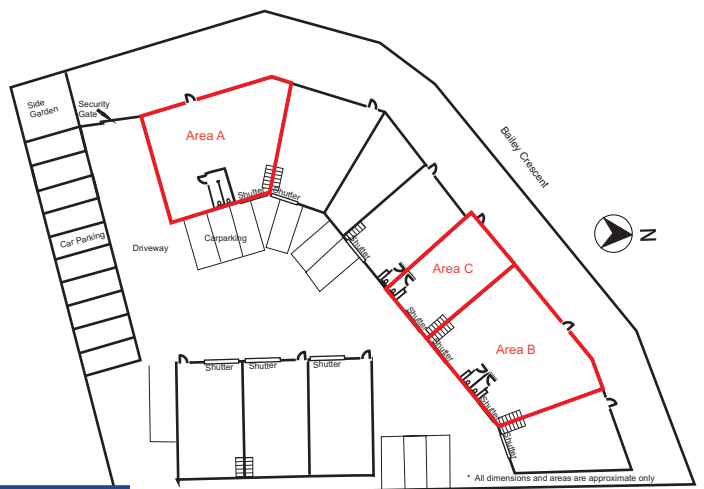 Side
Garden
Security
Gate
Area A
Bailey Crescent
Shutter
Shutter
Carparking
Car Parking
Driveway
N
Shutter
Area C
Shutter
Shutter
Area B
Shutter
Shutter
Shutter
Shutter
Shutter
* All dimensions and areas are approximate only